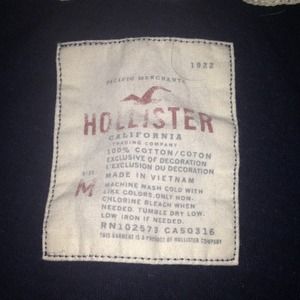 1922
PACIFIC MERCHANTS
HOLLISTER
CALIFORNIA
TRADING COMPANY
100% COTTON/COTON
EXCLUSIVE OF DECORATION
L'EXCLUSION DU DECORATION
MADE IN VIETNAM
SIZE
M
MACHINE WASH COLD WITH
LIKE COLORS. ONLY NON-
CHLORINE BLEACH WHEN
NEEDED. TUMBLE DRY LOW.
LOW IRON IF NEEDED.
RN102573 CA50316
THIS GARMENT IS A PRODUCT OF HOLLISTER COMPANY